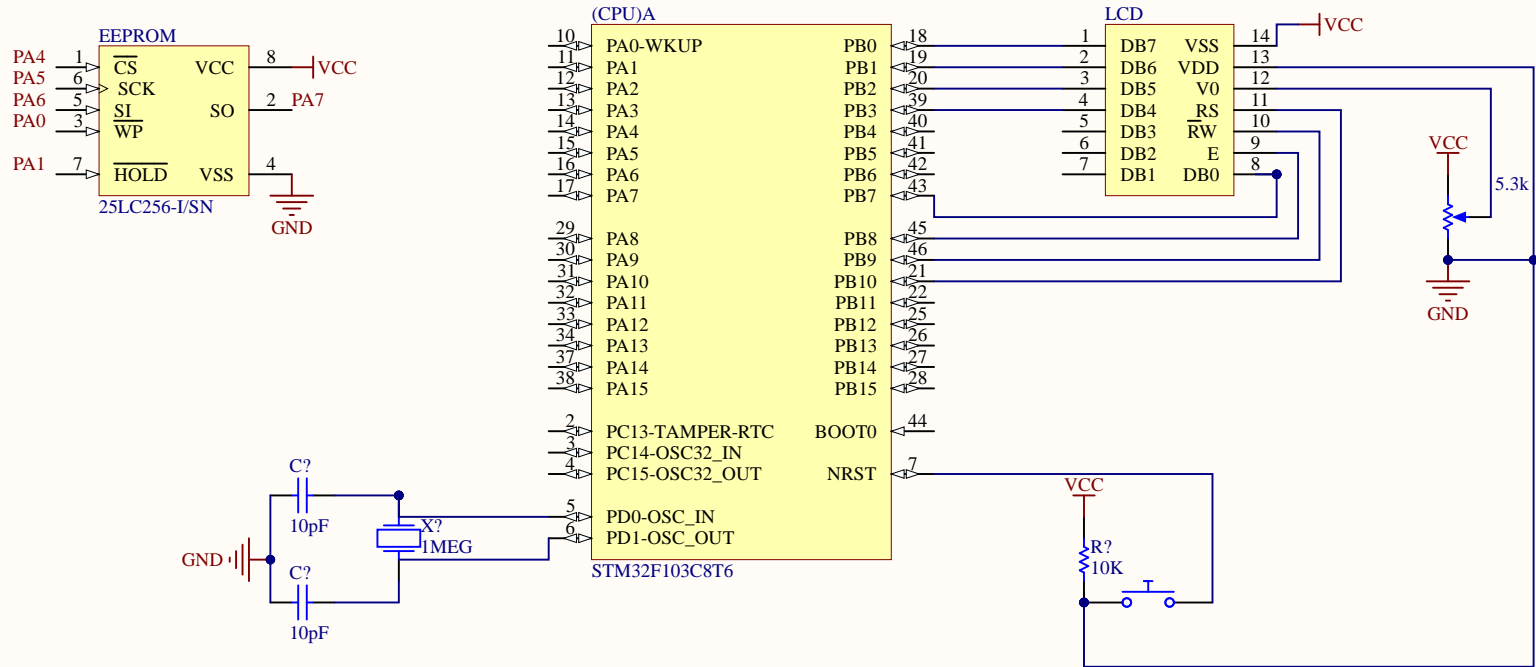 EEPROM
PA4 1 CS VCC 8 VCC
PA5 6 SCK
PA6 5 SI SO 2 PA7
PA0 3 WP
PA1 7 HOLD VSS 4
25LC256-I/SN
GND
(CPU)A
10 PA0-WKUP PB0 18
11 PA1 PB1 19
12 PA2 PB2 20
13 PA3 PB3 39
14 PA4 PB4 40
15 PA5 PB5 41
16 PA6 PB6 42
17 PA7 PB7 43
29 PA8 PB8 45
30 PA9 PB9 46
31 PA10 PB10 21
32 PA11 PB11 22
33 PA12 PB12 25
34 PA13 PB13 26
37 PA14 PB14 27
38 PA15 PB15 28
2 PC13-TAMPER-RTC BOOT0 44
3 PC14-OSC32_IN
4 PC15-OSC32_OUT NRST 7
5 PD0-OSC_IN
6 PD1-OSC_OUT
STM32F103C8T6
LCD
1 DB7 VSS 14 VCC
2 DB6 VDD 13
3 DB5 V0 12
4 DB4 RS 11
5 DB3 RW 10
6 DB2 E 9
7 DB1 DB0 8
VCC
5.3k
GND
C?
10pF
X?
1MEG
GND
C?
10pF
VCC
R?
10K